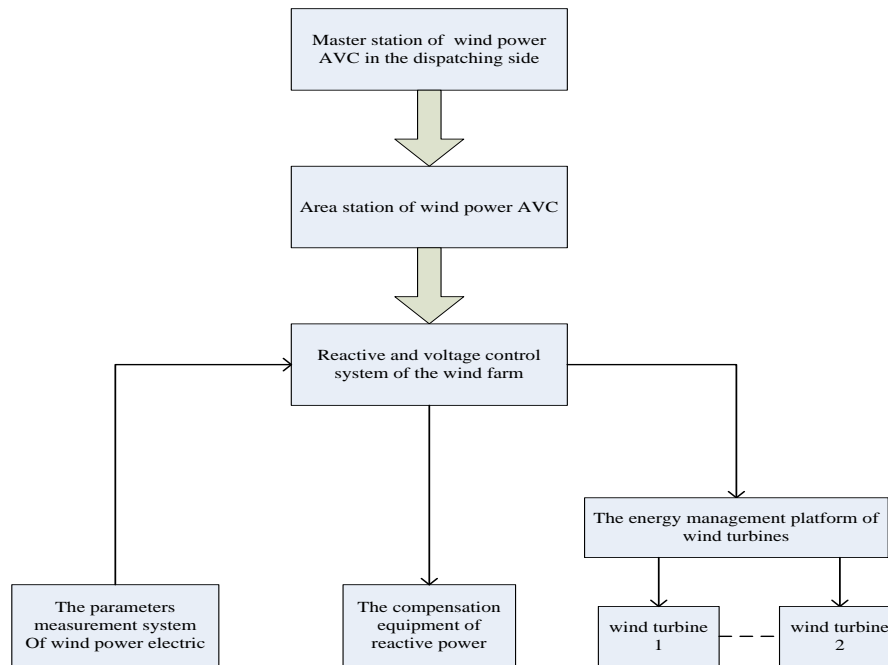 Master station of wind power
AVC in the dispatching side
Area station of wind power AVC
Reactive and voltage control
system of the wind farm
The energy management platform of
wind turbines
The parameters
measurement system
Of wind power electric
The compensation
equipment of
reactive power
wind turbine
1
wind turbine
2